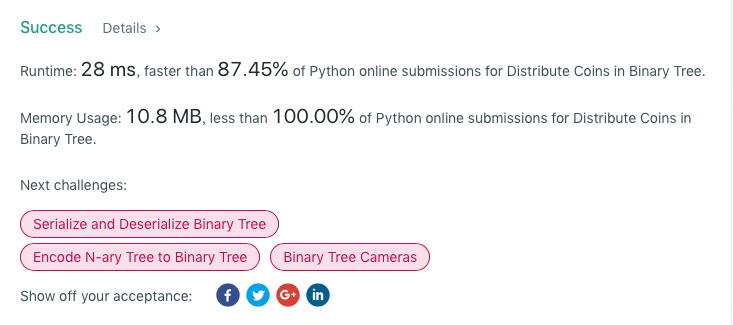 Success Details >
Runtime: 28 ms, faster than 87.45% of Python online submissions for Distribute Coins in Binary Tree.
Memory Usage: 10.8 MB, less than 100.00% of Python online submissions for Distribute Coins in
Binary Tree.
Next challenges:
Serialize and Deserialize Binary Tree
Encode N-ary Tree to Binary Tree Binary Tree Cameras
Show off your acceptance: f G+ in